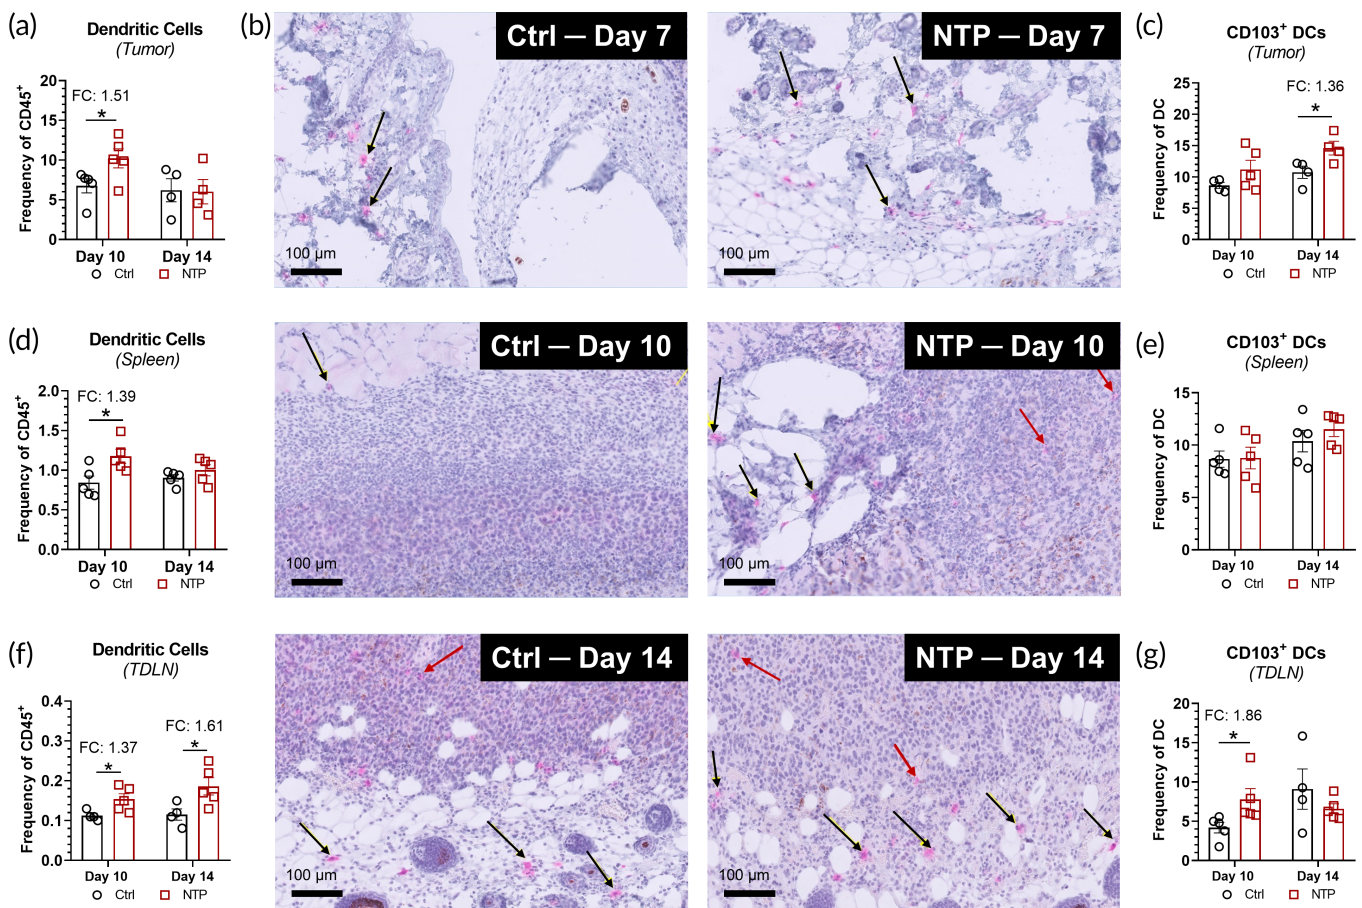 (a)
Dendritic Cells
(Tumor)
Frequency of CD45+
20
15
10
5
0
FC: 1.51
*
Day 10
Day 14
Ctrl
NTP
(b)
Ctrl — Day 7
100 µm
NTP — Day 7
100 µm
(c)
CD103+ DCs
(Tumor)
Frequency of DC
25
20
15
10
5
0
FC: 1.36
*
Day 10
Day 14
Ctrl
NTP
(d)
Dendritic Cells
(Spleen)
Frequency of CD45+
2.0
1.5
1.0
0.5
0.0
FC: 1.39
*
Day 10
Day 14
Ctrl
NTP
Ctrl — Day 10
100 µm
NTP — Day 10
100 µm
(e)
CD103+ DCs
(Spleen)
Frequency of DC
15
10
5
0
Day 10
Day 14
Ctrl
NTP
(f)
Dendritic Cells
(TDLN)
Frequency of CD45+
0.4
0.3
0.2
0.1
0.0
FC: 1.37
*
FC: 1.61
*
Day 10
Day 14
Ctrl
NTP
Ctrl — Day 14
100 µm
NTP — Day 14
100 µm
(g)
CD103+ DCs
(TDLN)
Frequency of DC
20
15
10
5
0
FC: 1.86
*
Day 10
Day 14
Ctrl
NTP